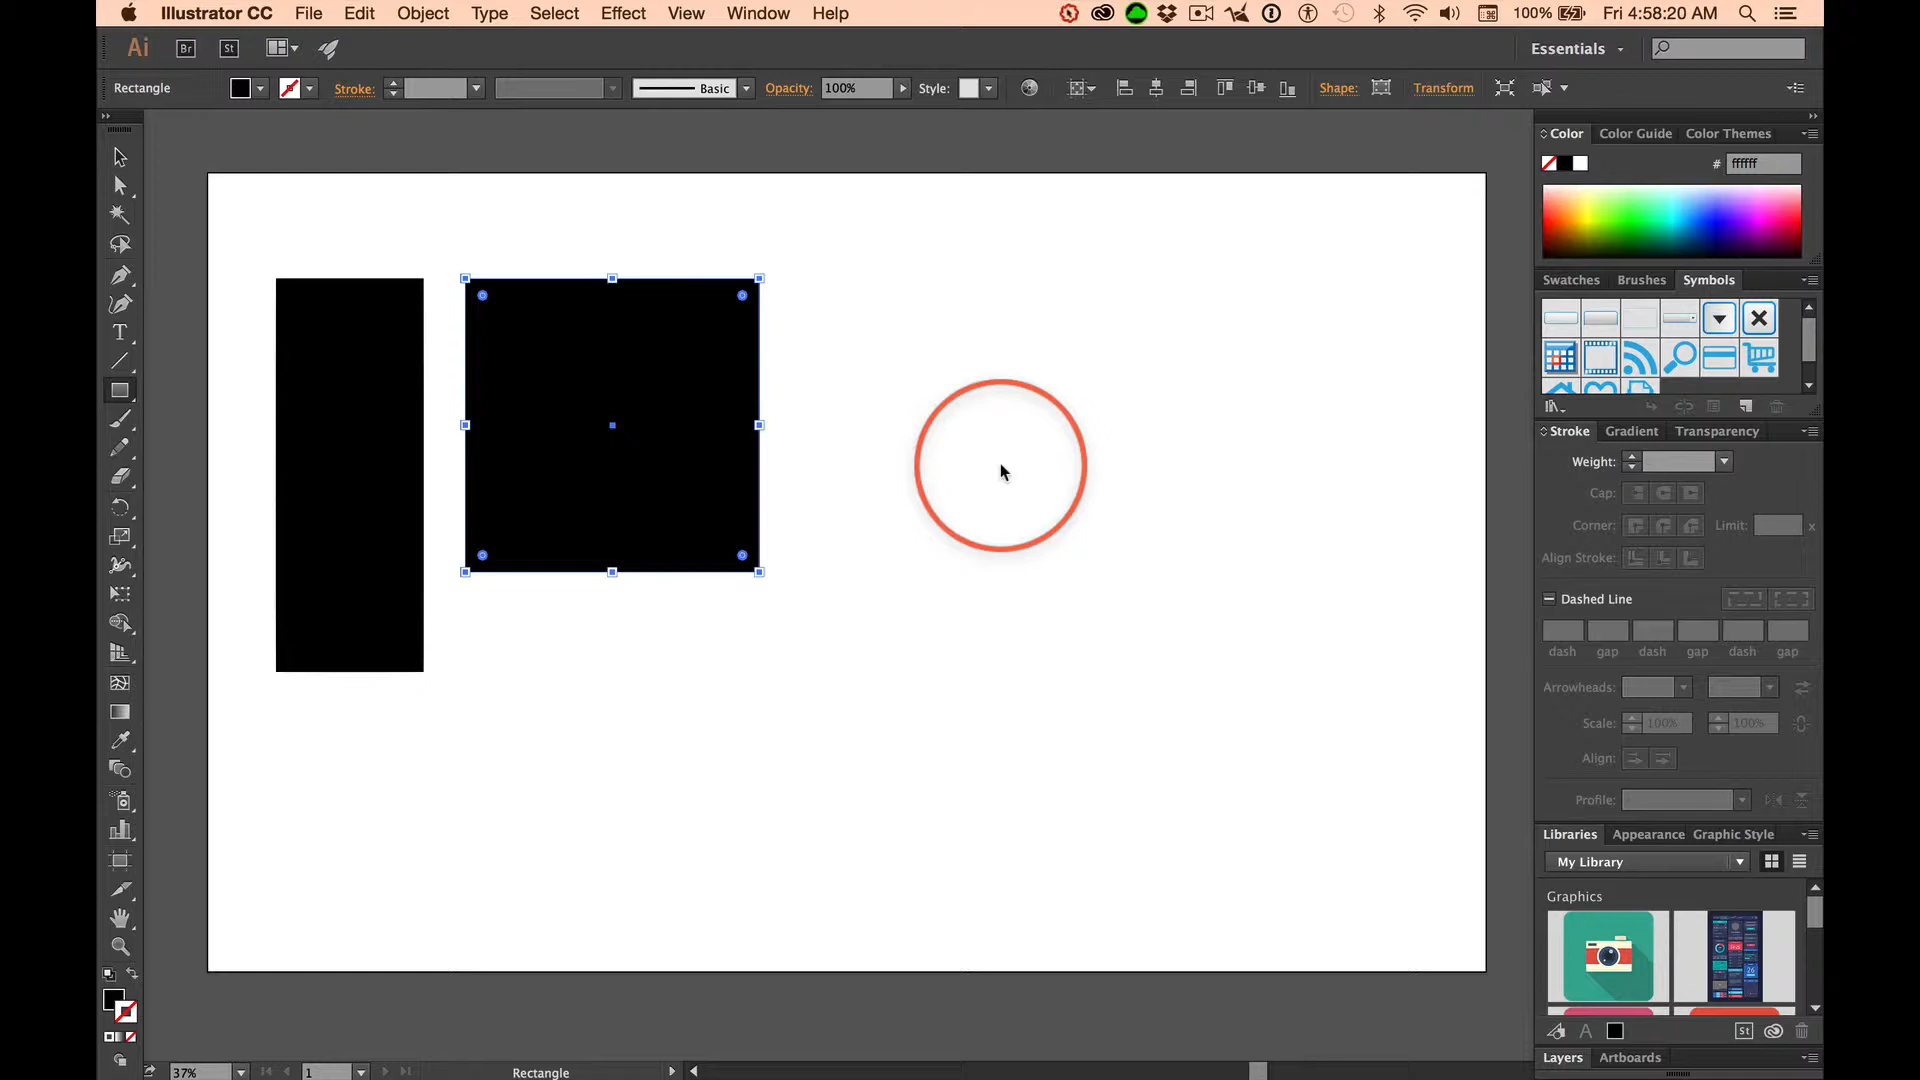 Illustrator CC File Edit Object Type Select Effect View Window Help 100% Fri 4:58:20 AM
Ai Br St Essentials
Rectangle Stroke: Basic Opacity: 100% Style: Shape: Transform
Color Color Guide Color Themes
# ffffff
Swatches Brushes Symbols
Stroke Gradient Transparency
Weight:
Cap:
Corner: Limit: x
Align Stroke:
Dashed Line
dash gap dash gap dash gap
Arrowheads:
Scale: 100% 100%
Align:
Profile:
Libraries Appearance Graphic Style
My Library
Graphics
St
Layers Artboards
37% 1 Rectangle